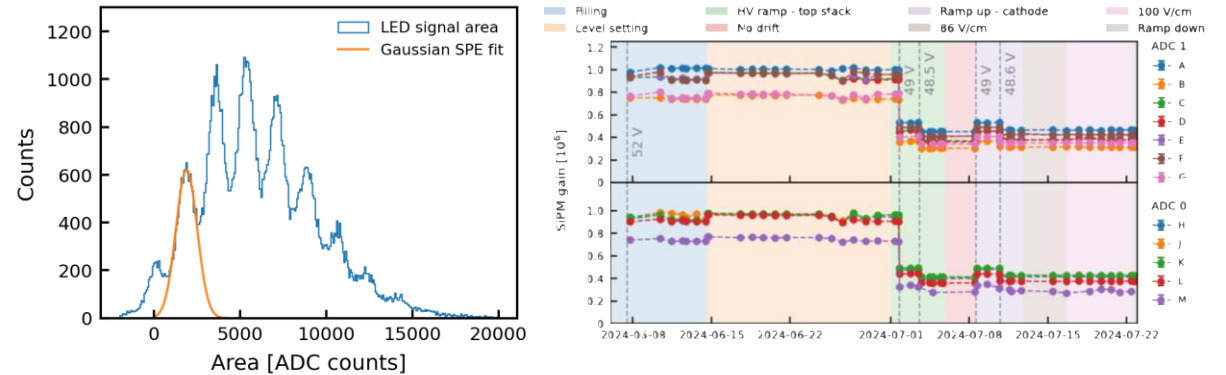 LED signal area
Gaussian SPE fit
1200
1000
800
600
400
200
0
Counts
0 5000 10000 15000 20000
Area [ADC counts]
Filling HV ramp - top stack Ramp up - cathode 100 V/cm
Level setting No drift 86 V/cm Ramp down
1.2
1.0
0.8
0.6
0.4
0.2
0
52 V
49 V
48.5 V
49 V
48.6 V
SiPM gain [10⁶]
1.0
0.8
0.6
0.4
0.2
0
2024-06-08 2024-06-15 2024-06-22 2024-07-01 2024-07-08 2024-07-15 2024-07-22
ADC 1
A
B
C
D
E
F
G
ADC 0
H
J
K
L
M